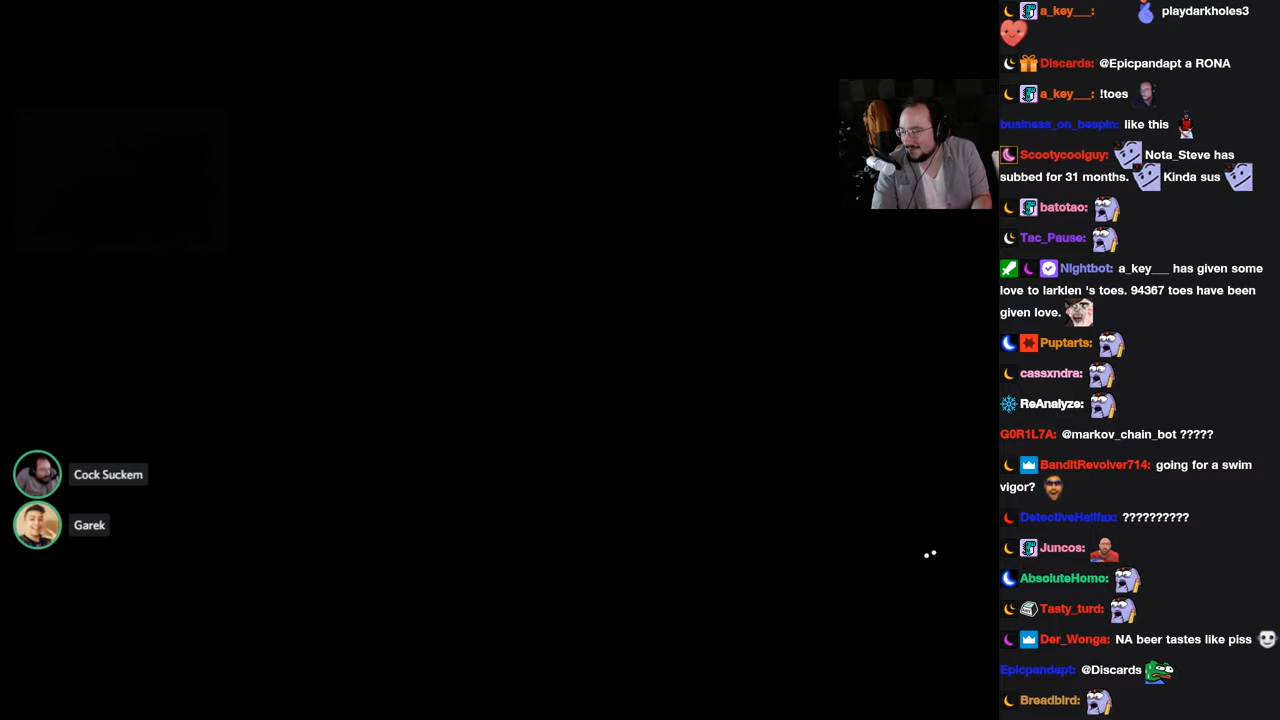 a_key___: playdarkholes3
Discards: @Epicpandapt a RONA
a_key___: !toes
business_on_bespin: like this
Scootycoolguy: Nota_Steve has
subbed for 31 months. Kinda sus
batotao:
Tac_Pause:
Nightbot: a_key___ has given some
love to larklen 's toes. 94367 toes have been
given love.
Puptarts:
cassxndra:
ReAnalyze:
G0R1L7A: @markov_chain_bot ?????
BanditRevolver714: going for a swim
vigor?
DetectiveHalifax: ??????????
Juncos:
AbsoluteHomo:
Tasty_turd:
Der_Wonga: NA beer tastes like piss
Epicpandapt: @Discards
Breadbird:
Cock Suckem
Garek